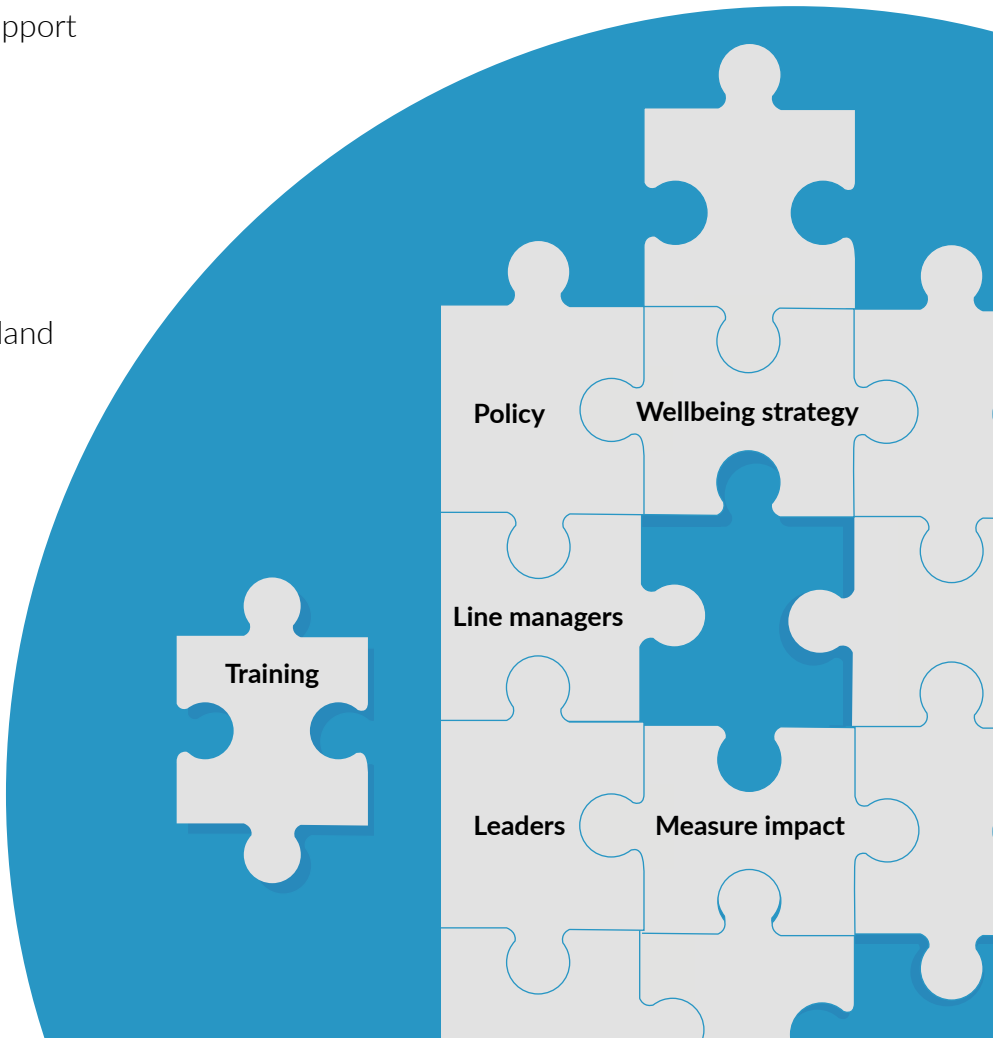 pport
land
Policy
Wellbeing strategy
Line managers
Training
Leaders
Measure impact